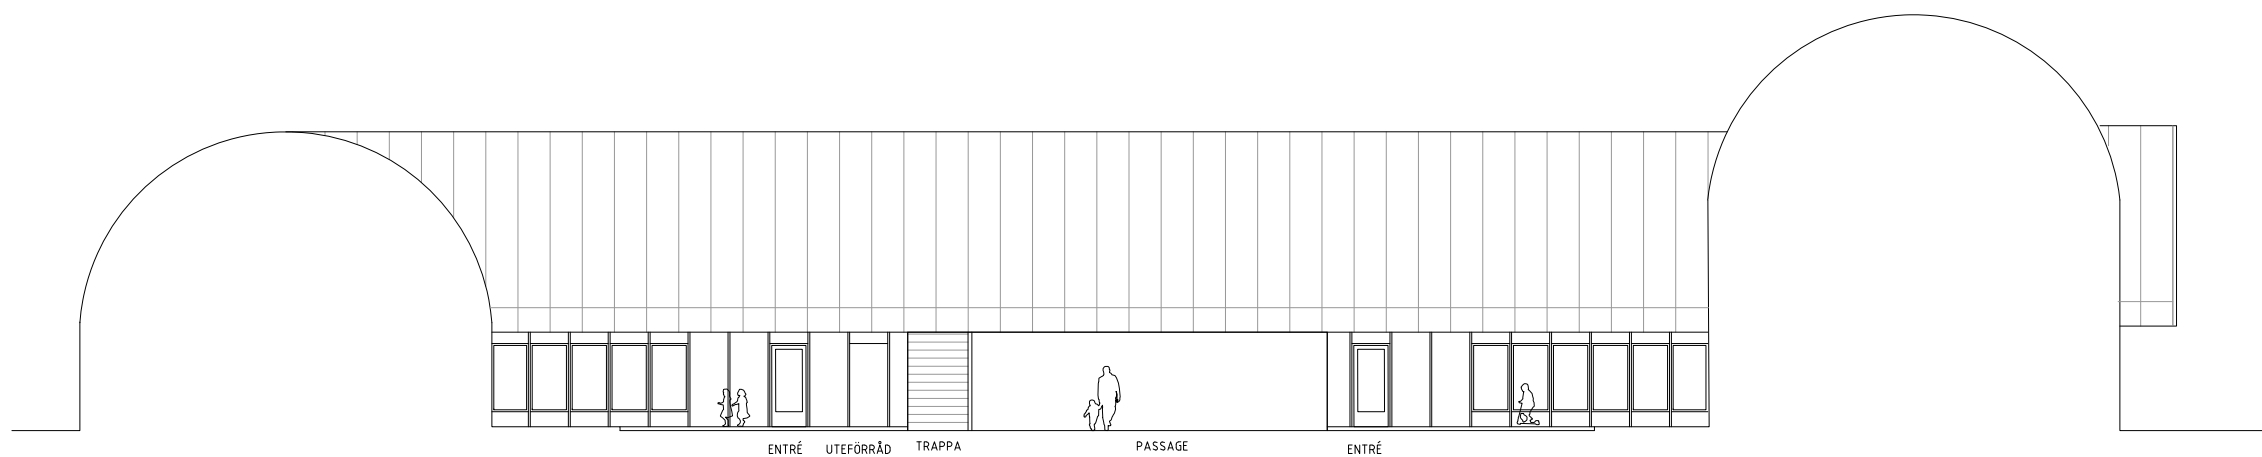 ENTRÉ
UTEFÖRRÅD
TRAPPA
PASSAGE
ENTRÉ